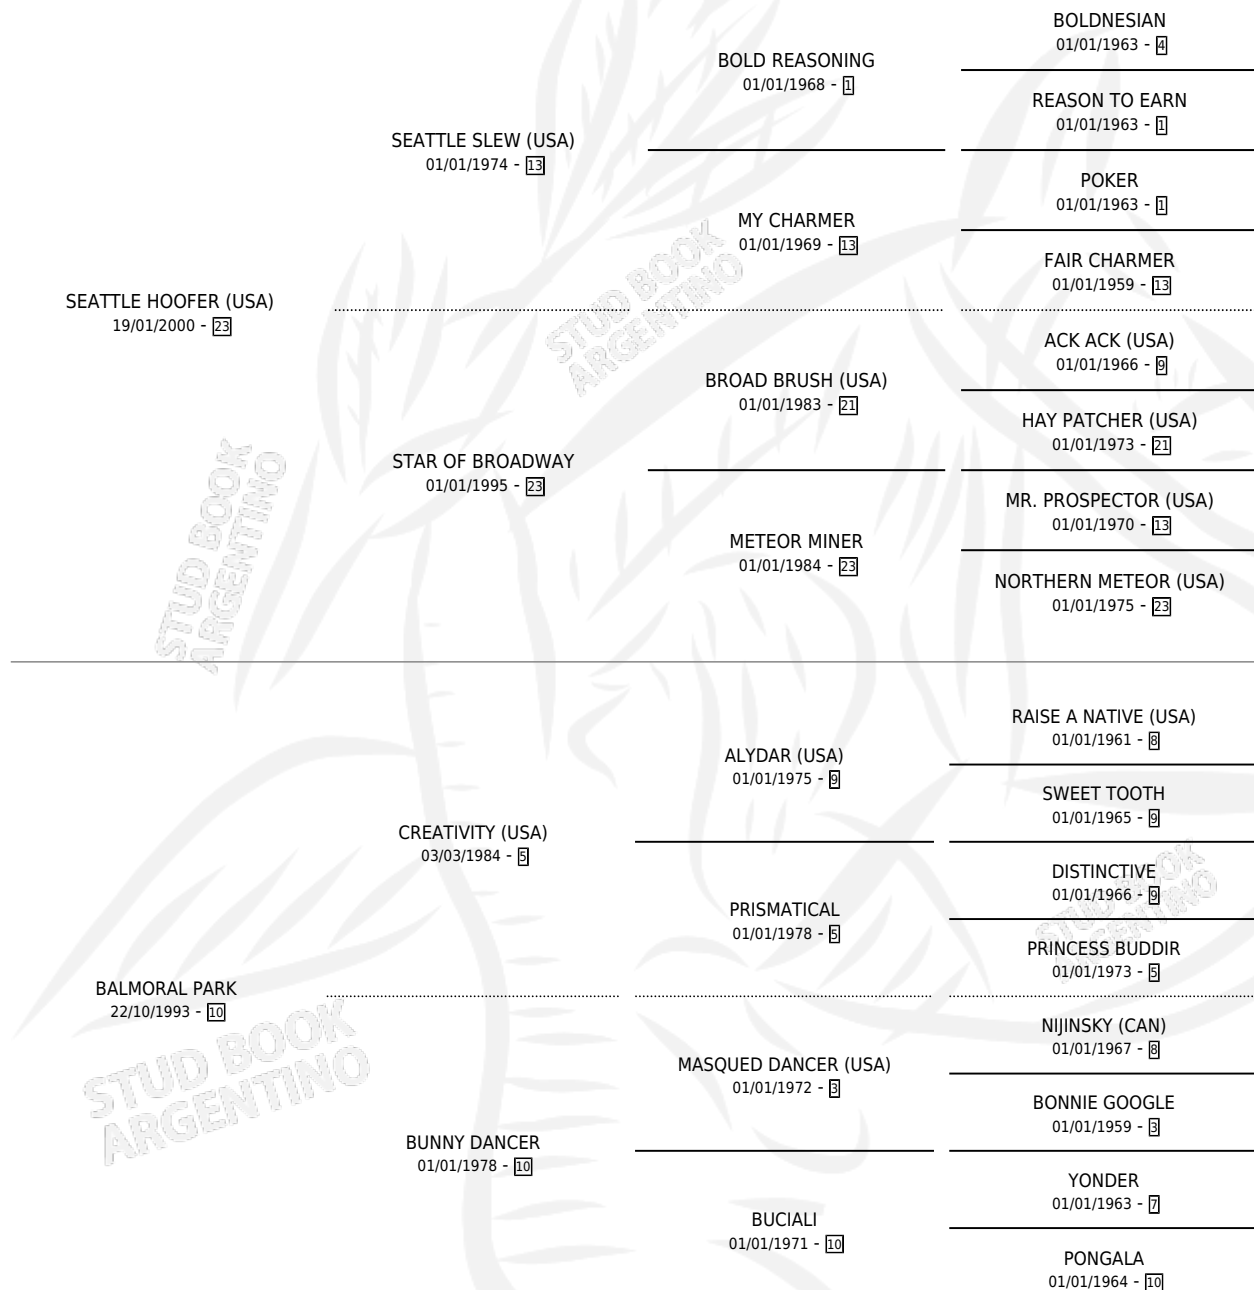 BOLDNESIAN
01/01/1963 - 4
BOLD REASONING
01/01/1968 - 1
REASON TO EARN
01/01/1963 - 1
SEATTLE SLEW (USA)
01/01/1974 - 13
POKER
01/01/1963 - 1
MY CHARMER
01/01/1969 - 13
FAIR CHARMER
01/01/1959 - 13
SEATTLE HOOFER (USA)
19/01/2000 - 23
STUD BOOK
ARGENTINO
ACK ACK (USA)
01/01/1966 - 9
BROAD BRUSH (USA)
01/01/1983 - 21
HAY PATCHER (USA)
01/01/1973 - 21
STAR OF BROADWAY
01/01/1995 - 23
MR. PROSPECTOR (USA)
01/01/1970 - 13
METEOR MINER
01/01/1984 - 23
NORTHERN METEOR (USA)
01/01/1975 - 23
STUD BOOK
ARGENTINO
RAISE A NATIVE (USA)
01/01/1961 - 8
ALYDAR (USA)
01/01/1975 - 9
SWEET TOOTH
01/01/1965 - 9
CREATIVITY (USA)
03/03/1984 - 5
DISTINCTIVE
01/01/1966 - 9
PRISMATICAL
01/01/1978 - 5
PRINCESS BUDDIR
01/01/1973 - 5
STUD BOOK
ARGENTINO
BALMORAL PARK
22/10/1993 - 10
NIJINSKY (CAN)
01/01/1967 - 8
MASQUED DANCER (USA)
01/01/1972 - 3
BONNIE GOOGLE
01/01/1959 - 3
STUD BOOK
ARGENTINO
BUNNY DANCER
01/01/1978 - 10
YONDER
01/01/1963 - 7
BUCIALI
01/01/1971 - 10
PONGALA
01/01/1964 - 10